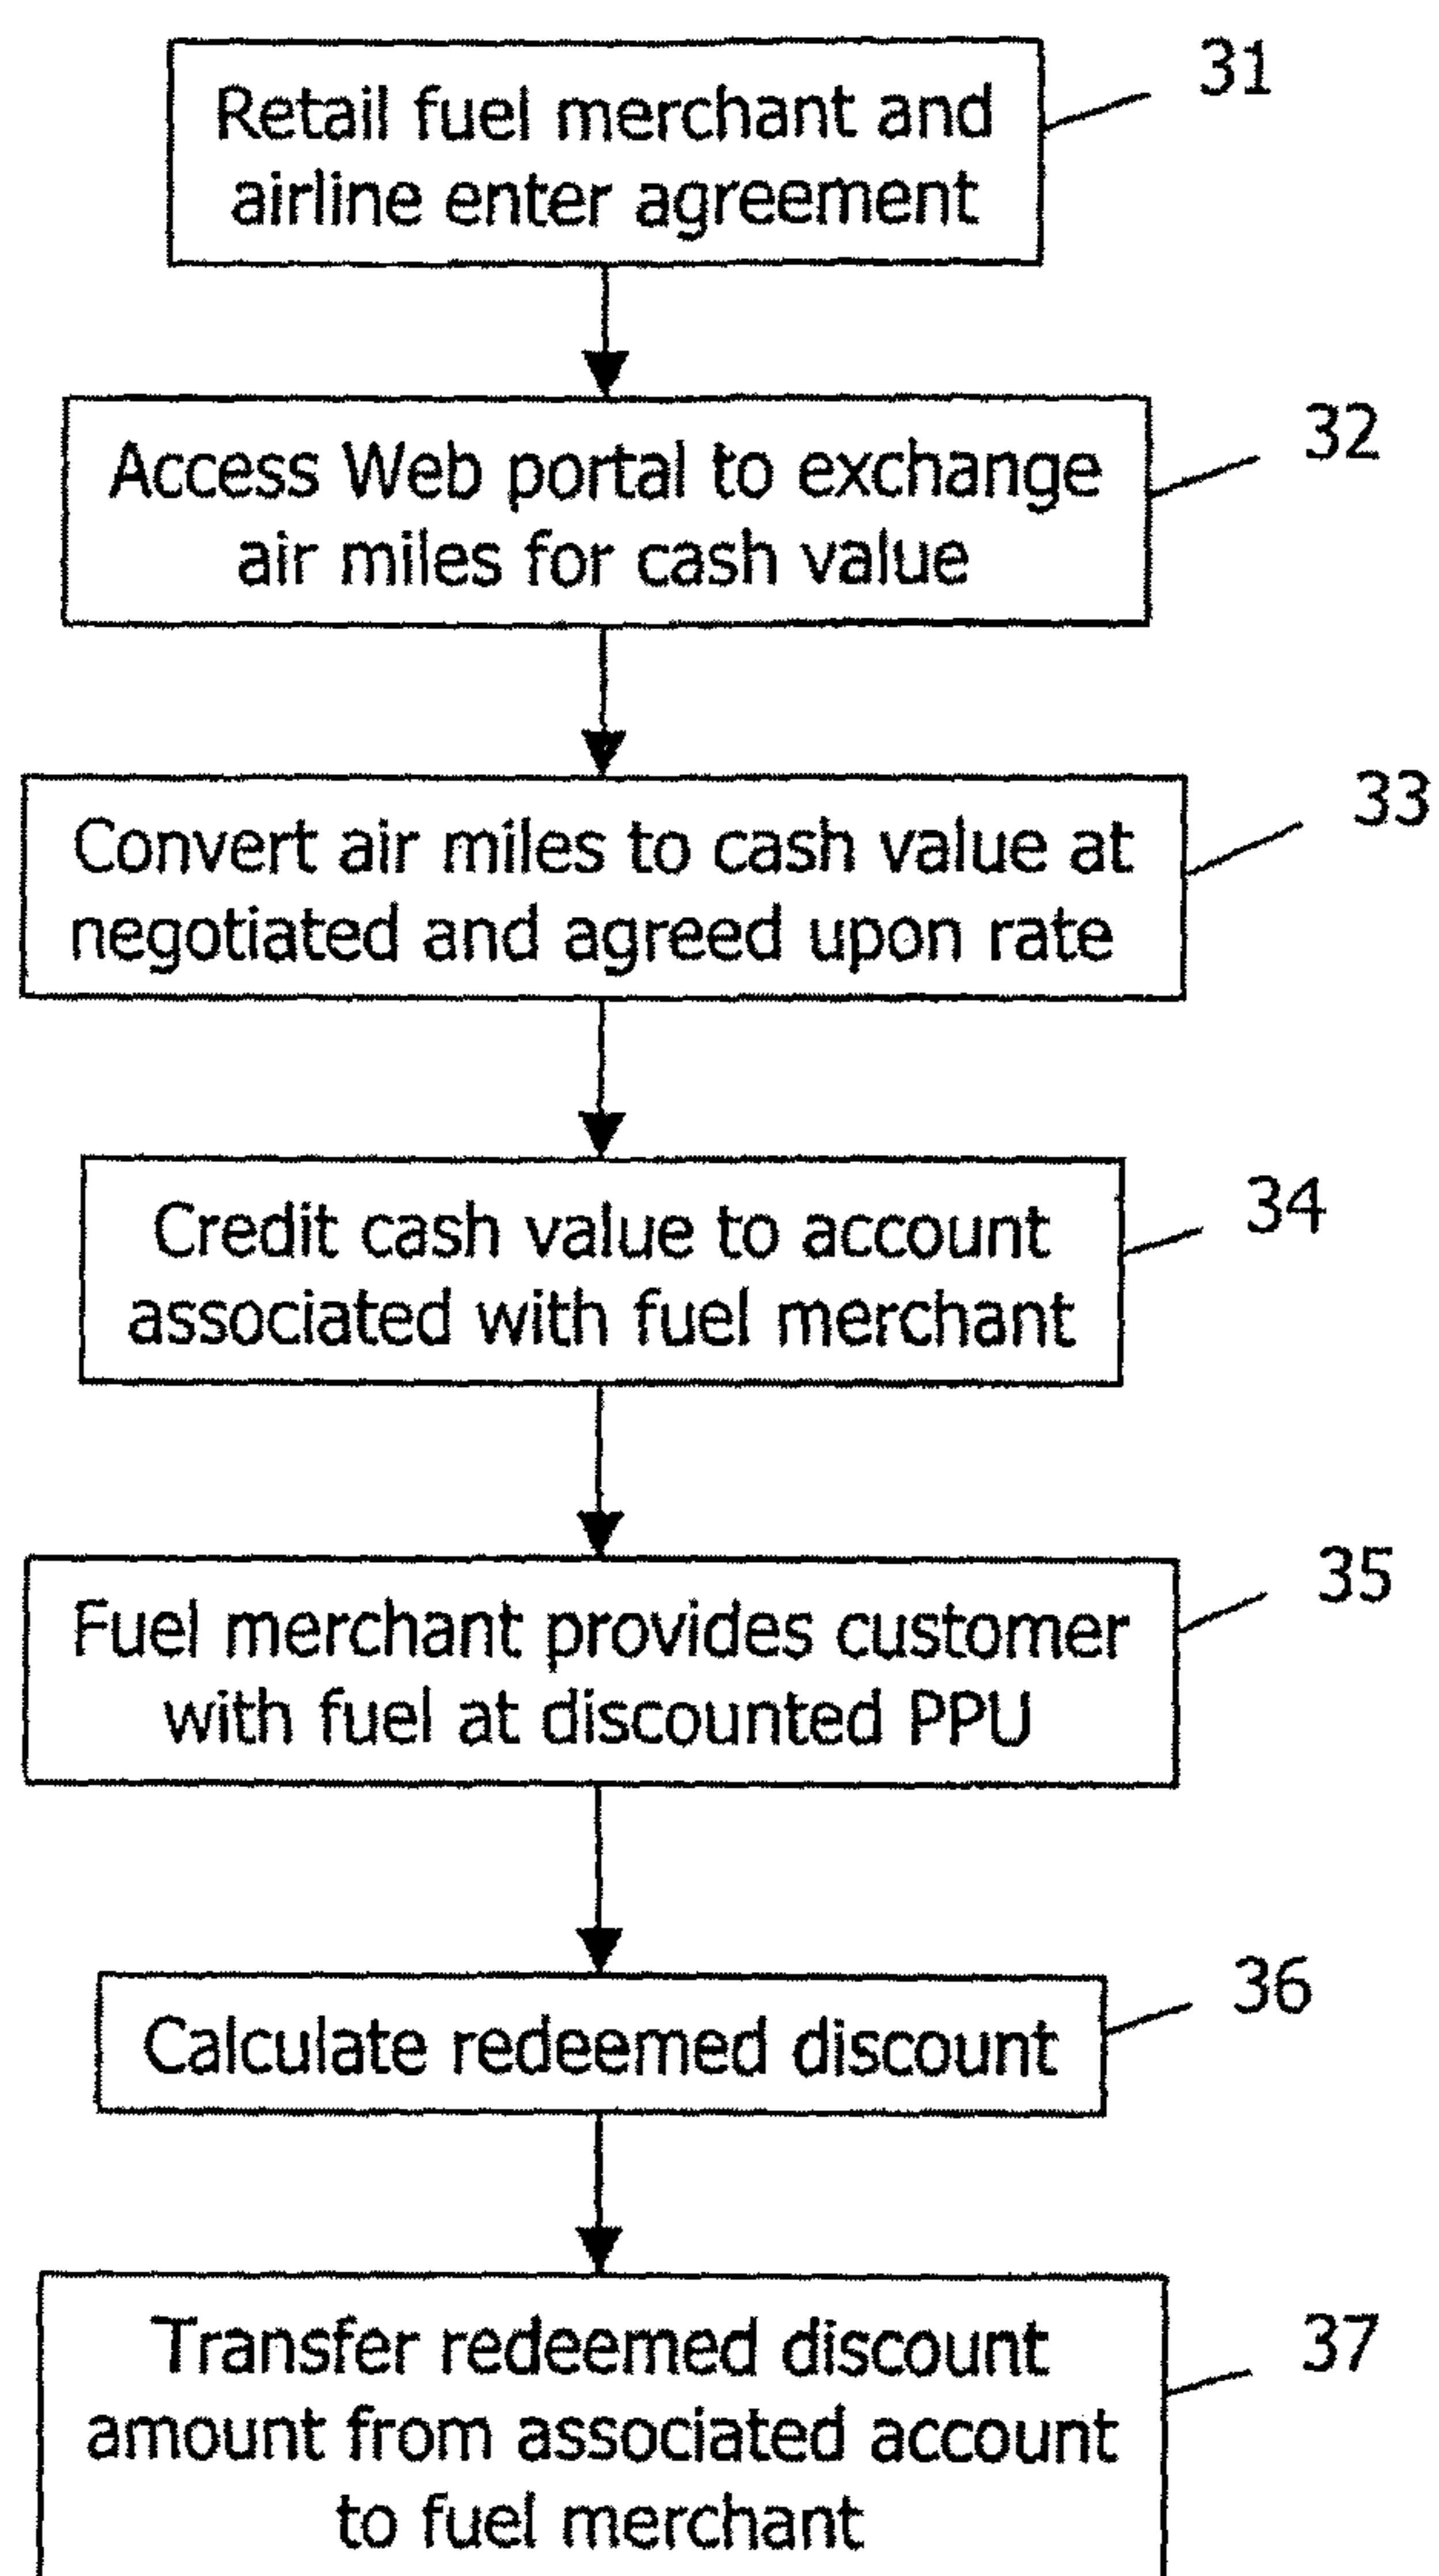 Retail fuel merchant and
airline enter agreement
31
Access Web portal to exchange
air miles for cash value
32
Convert air miles to cash value at
negotiated and agreed upon rate
33
Credit cash value to account
associated with fuel merchant
34
Fuel merchant provides customer
with fuel at discounted PPU
35
Calculate redeemed discount
36
Transfer redeemed discount
amount from associated account
to fuel merchant
37